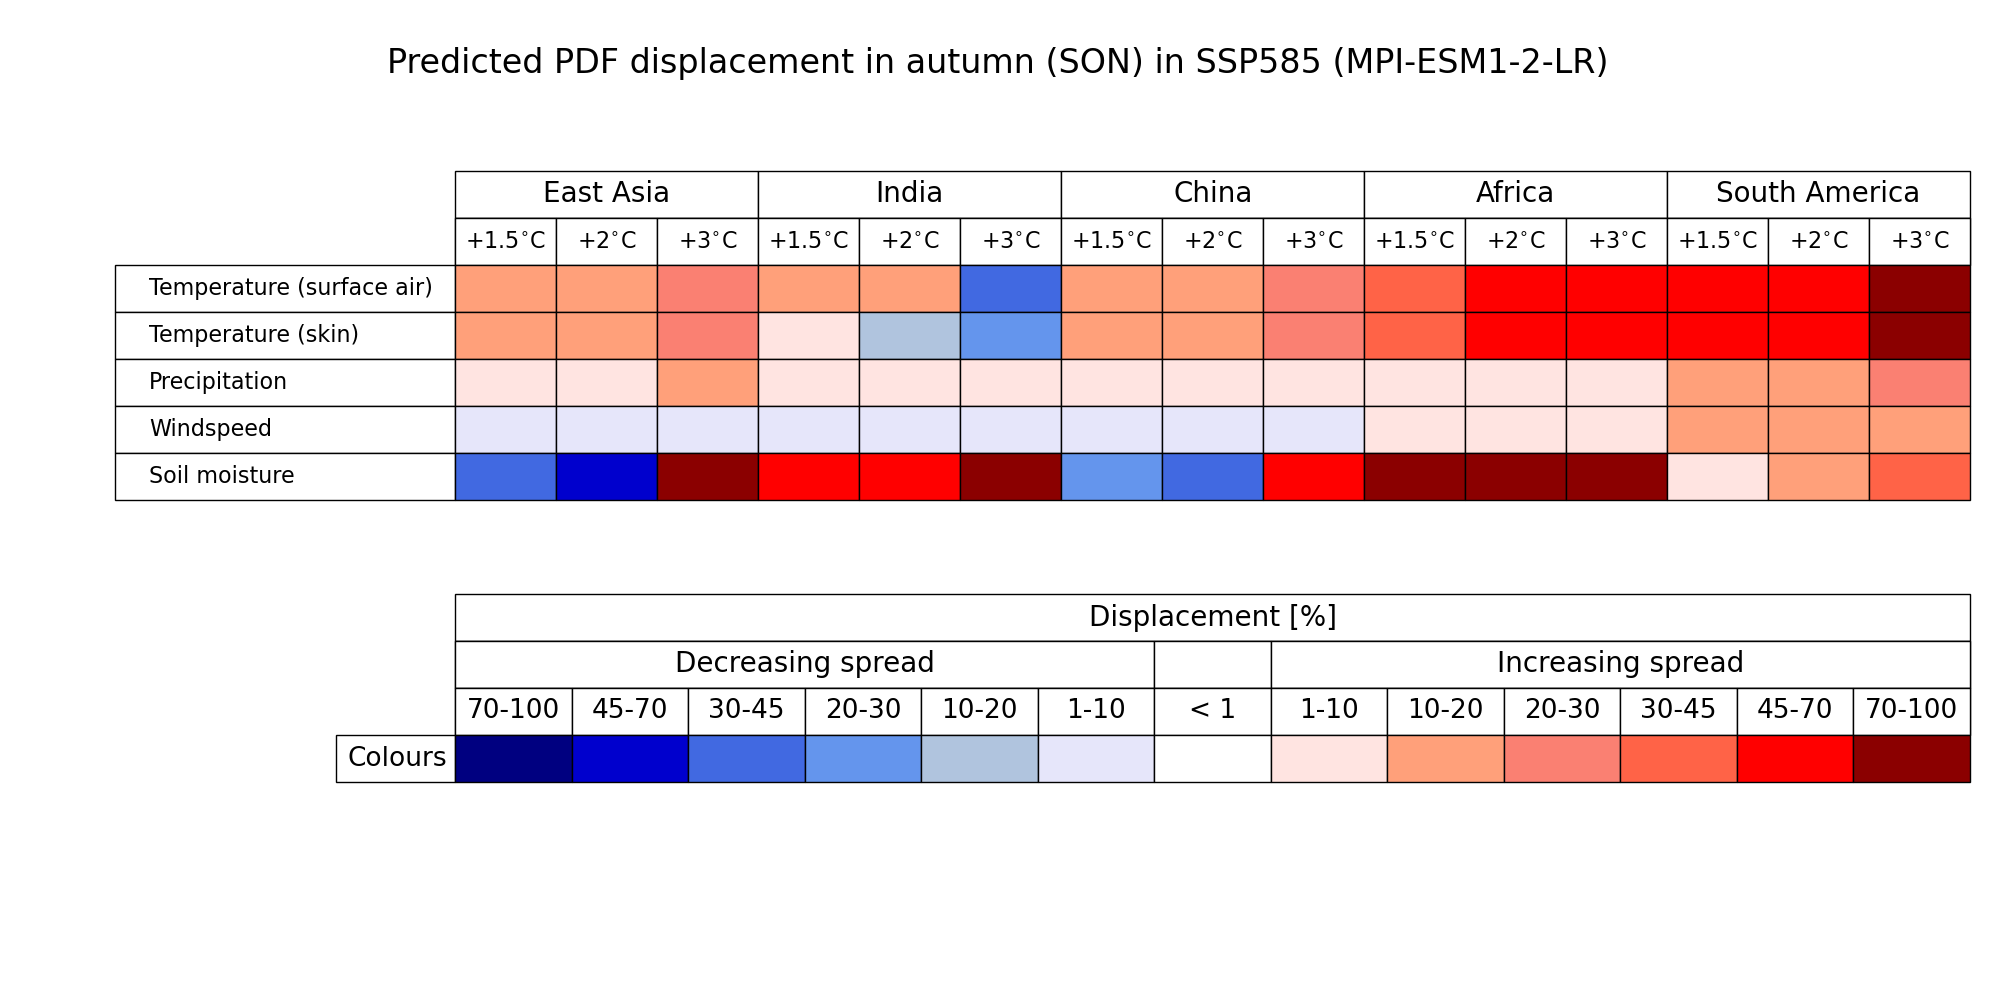 Predicted PDF displacement in autumn (SON) in SSP585 (MPI-ESM1-2-LR)
East Asia India China Africa South America
+1.5°C +2°C +3°C +1.5°C +2°C +3°C +1.5°C +2°C +3°C +1.5°C +2°C +3°C +1.5°C +2°C +3°C
Temperature (surface air)
Temperature (skin)
Precipitation
Windspeed
Soil moisture
Displacement [%]
Decreasing spread Increasing spread
70-100 45-70 30-45 20-30 10-20 1-10 < 1 1-10 10-20 20-30 30-45 45-70 70-100
Colours